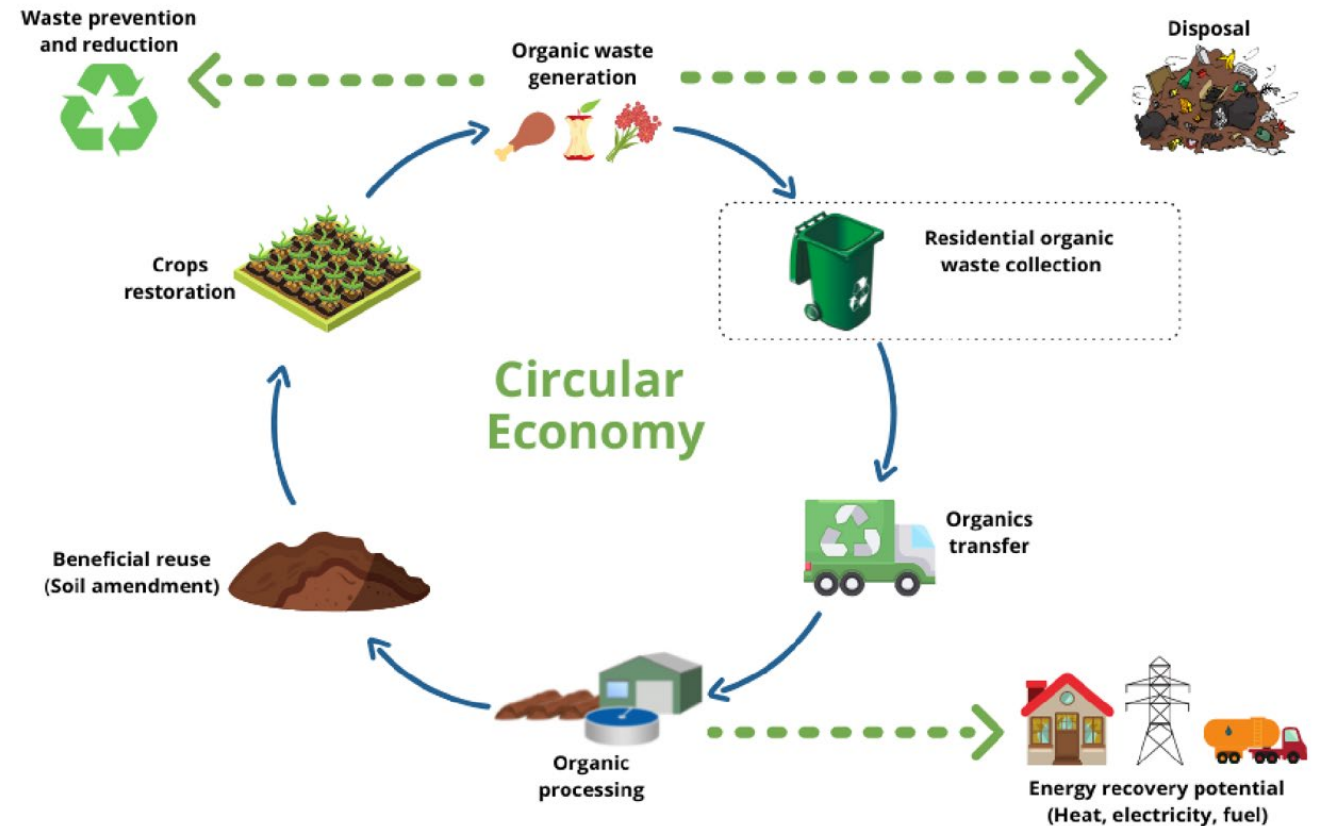 Waste prevention
and reduction
Organic waste
generation
Disposal
Residential organic
waste collection
Crops
restoration
Circular
Economy
Organics
transfer
Beneficial reuse
(Soil amendment)
Organic
processing
Energy recovery potential
(Heat, electricity, fuel)